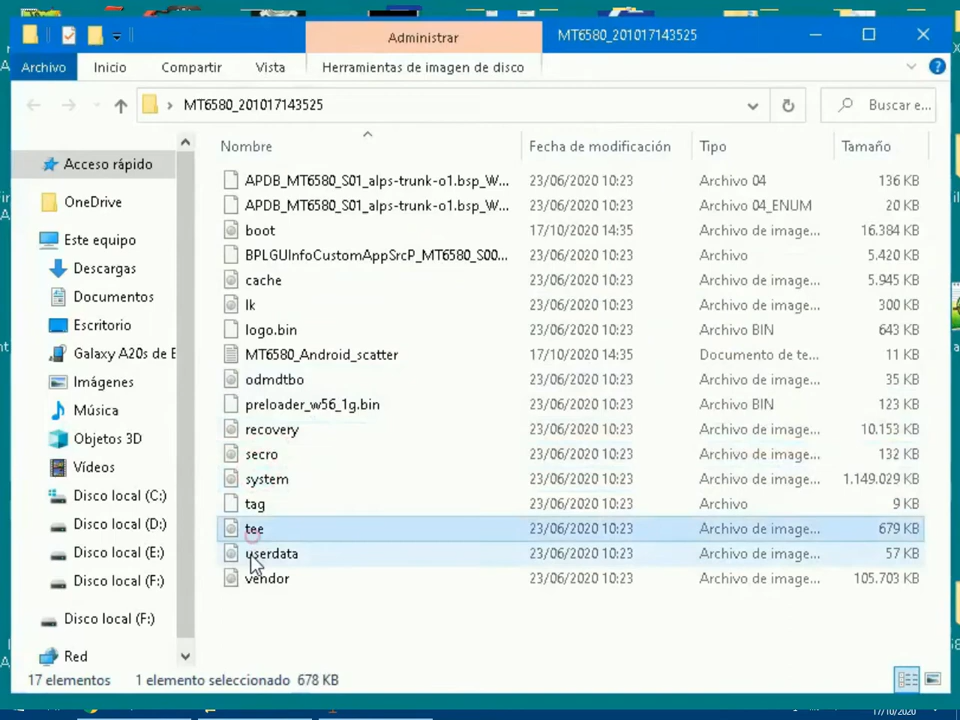 Administrar
MT6580_201017143525
Archivo Inicio Compartir Vista Herramientas de imagen de disco
MT6580_201017143525
Buscar e...
Nombre Fecha de modificación Tipo Tamaño
Acceso rápido
OneDrive
Este equipo
Descargas
Documentos
Escritorio
Galaxy A20s de E
Imágenes
Música
Objetos 3D
Vídeos
Disco local (C:)
Disco local (D:)
Disco local (E:)
Disco local (F:)
Disco local (F:)
Red
APDB_MT6580_S01_alps-trunk-o1.bsp_W... 23/06/2020 10:23 Archivo 04 136 KB
APDB_MT6580_S01_alps-trunk-o1.bsp_W... 23/06/2020 10:23 Archivo 04_ENUM 20 KB
boot 17/10/2020 14:35 Archivo de image... 16.384 KB
BPLGUInfoCustomAppSrcP_MT6580_S00... 23/06/2020 10:23 Archivo 5.420 KB
cache 23/06/2020 10:23 Archivo de image... 5.945 KB
lk 23/06/2020 10:23 Archivo de image... 300 KB
logo.bin 23/06/2020 10:23 Archivo BIN 643 KB
MT6580_Android_scatter 17/10/2020 14:35 Documento de te... 11 KB
odmdtbo 23/06/2020 10:23 Archivo de image... 35 KB
preloader_w56_1g.bin 23/06/2020 10:23 Archivo BIN 123 KB
recovery 23/06/2020 10:23 Archivo de image... 10.153 KB
secro 23/06/2020 10:23 Archivo de image... 132 KB
system 23/06/2020 10:23 Archivo de image... 1.149.029 KB
tag 23/06/2020 10:23 Archivo 9 KB
tee 23/06/2020 10:23 Archivo de image... 679 KB
userdata 23/06/2020 10:23 Archivo de image... 57 KB
vendor 23/06/2020 10:23 Archivo de image... 105.703 KB
17 elementos 1 elemento seleccionado 678 KB
17/10/2020